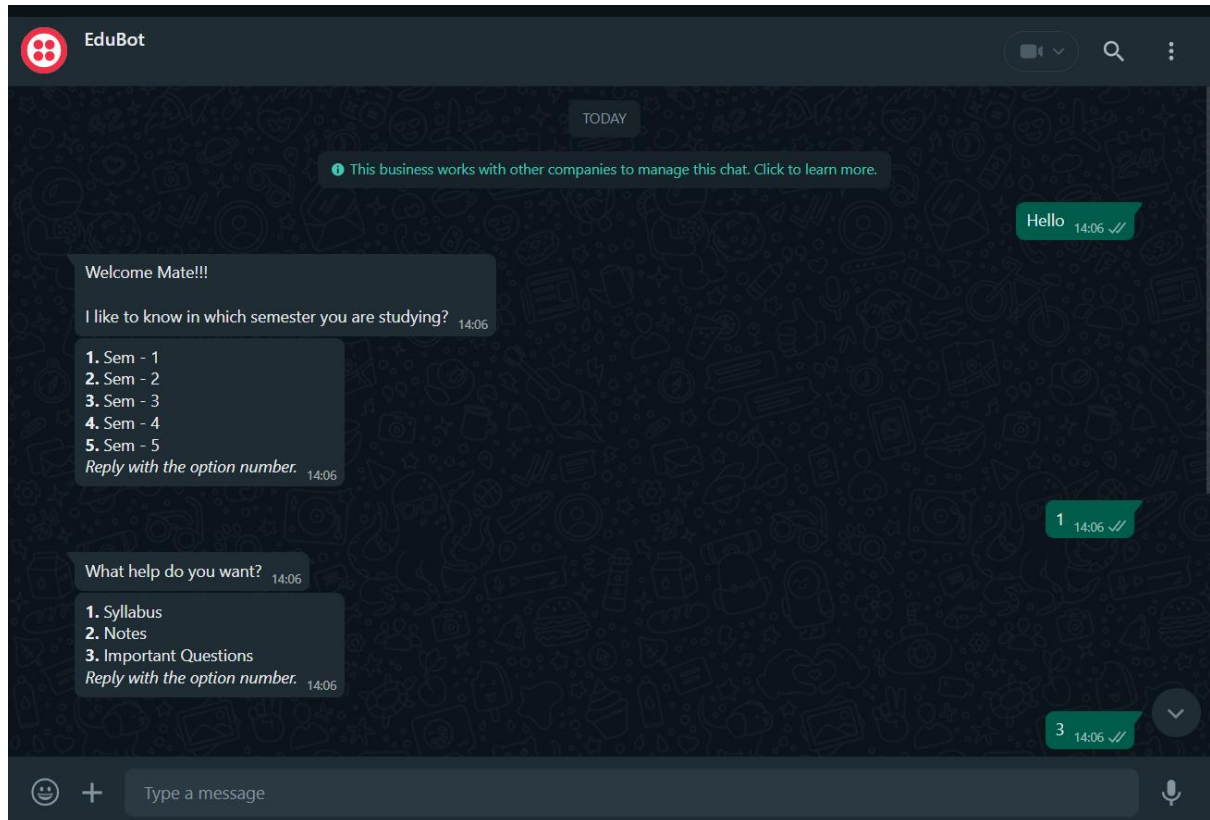 EduBot
TODAY
This business works with other companies to manage this chat. Click to learn more.
Hello 14:06
Welcome Mate!!!
I like to know in which semester you are studying? 14:06
1. Sem - 1
2. Sem - 2
3. Sem - 3
4. Sem - 4
5. Sem - 5
Reply with the option number. 14:06
1 14:06
What help do you want? 14:06
1. Syllabus
2. Notes
3. Important Questions
Reply with the option number. 14:06
3 14:06
Type a message